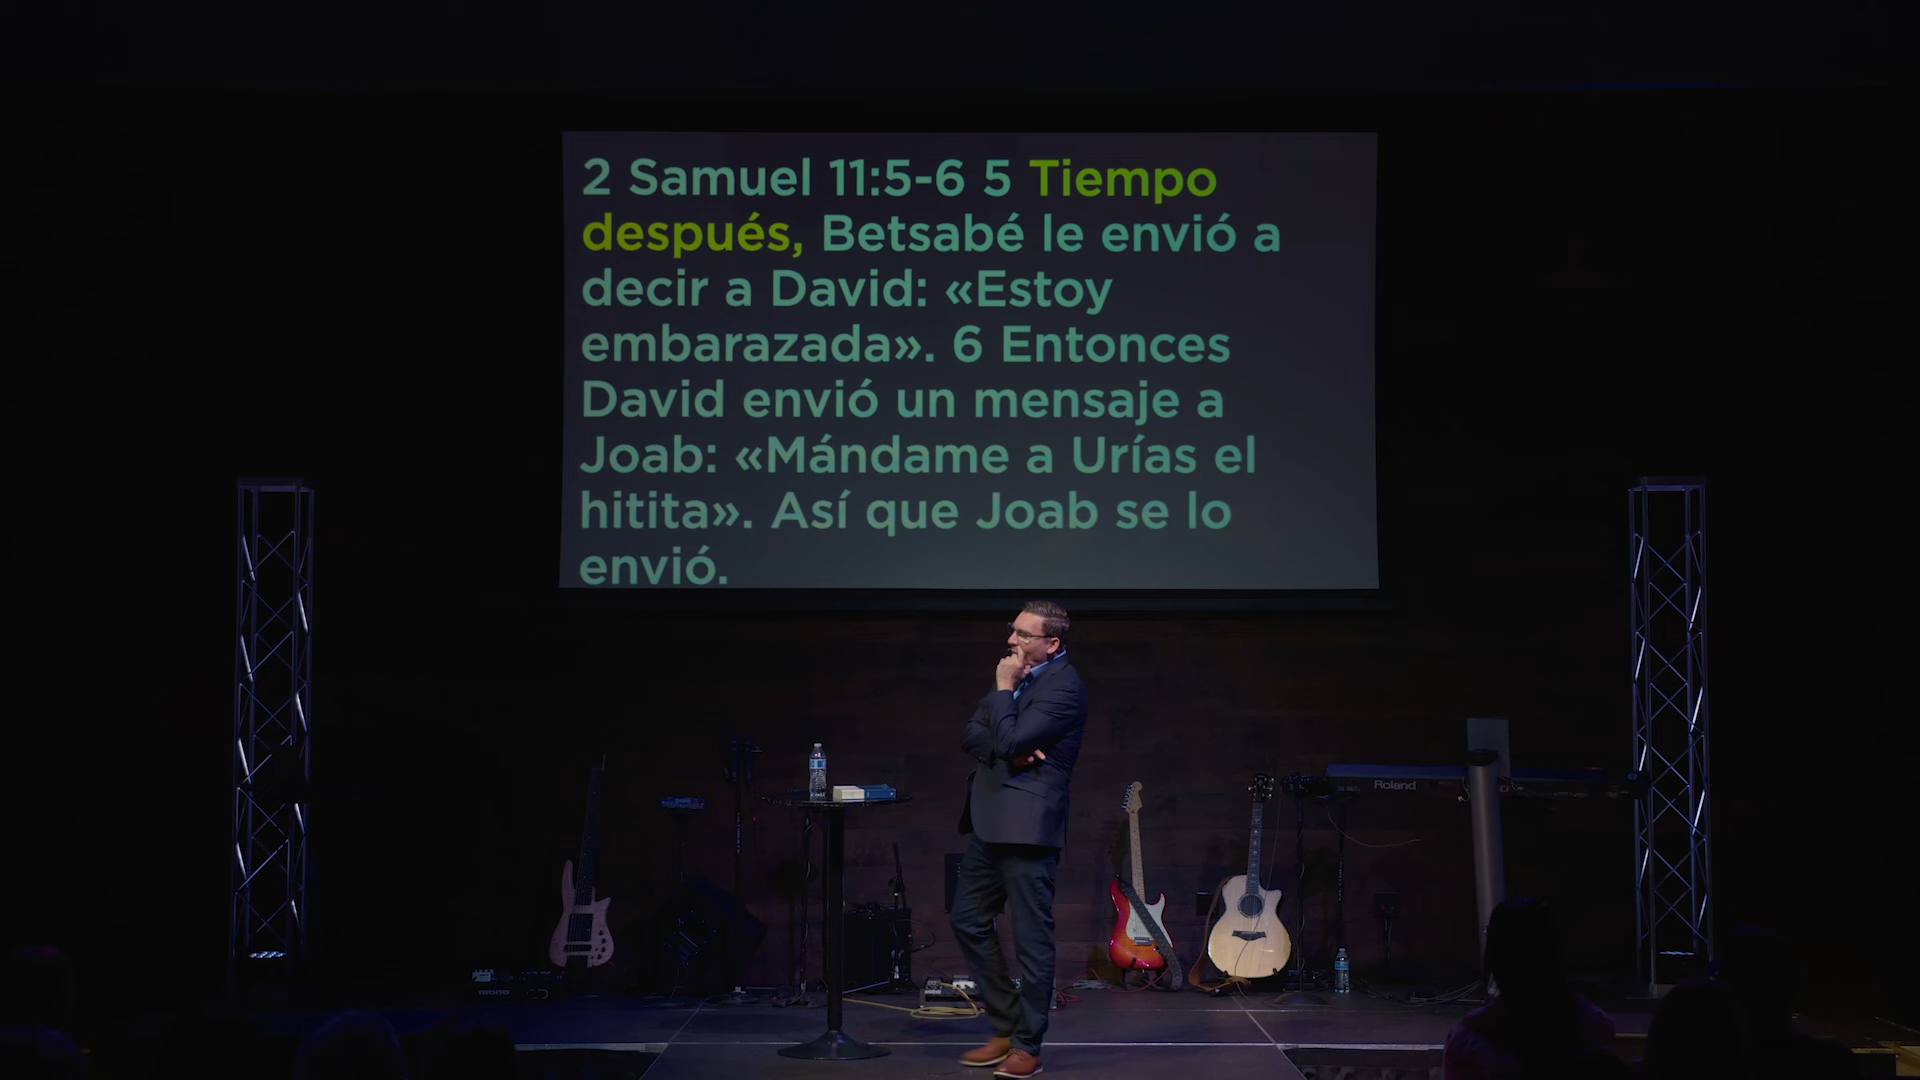 2 Samuel 11:5-6 5 Tiempo
después, Betsabé le envió a
decir a David: «Estoy
embarazada». 6 Entonces
David envió un mensaje a
Joab: «Mándame a Urías el
hitita». Así que Joab se lo
envió.
Roland
mono